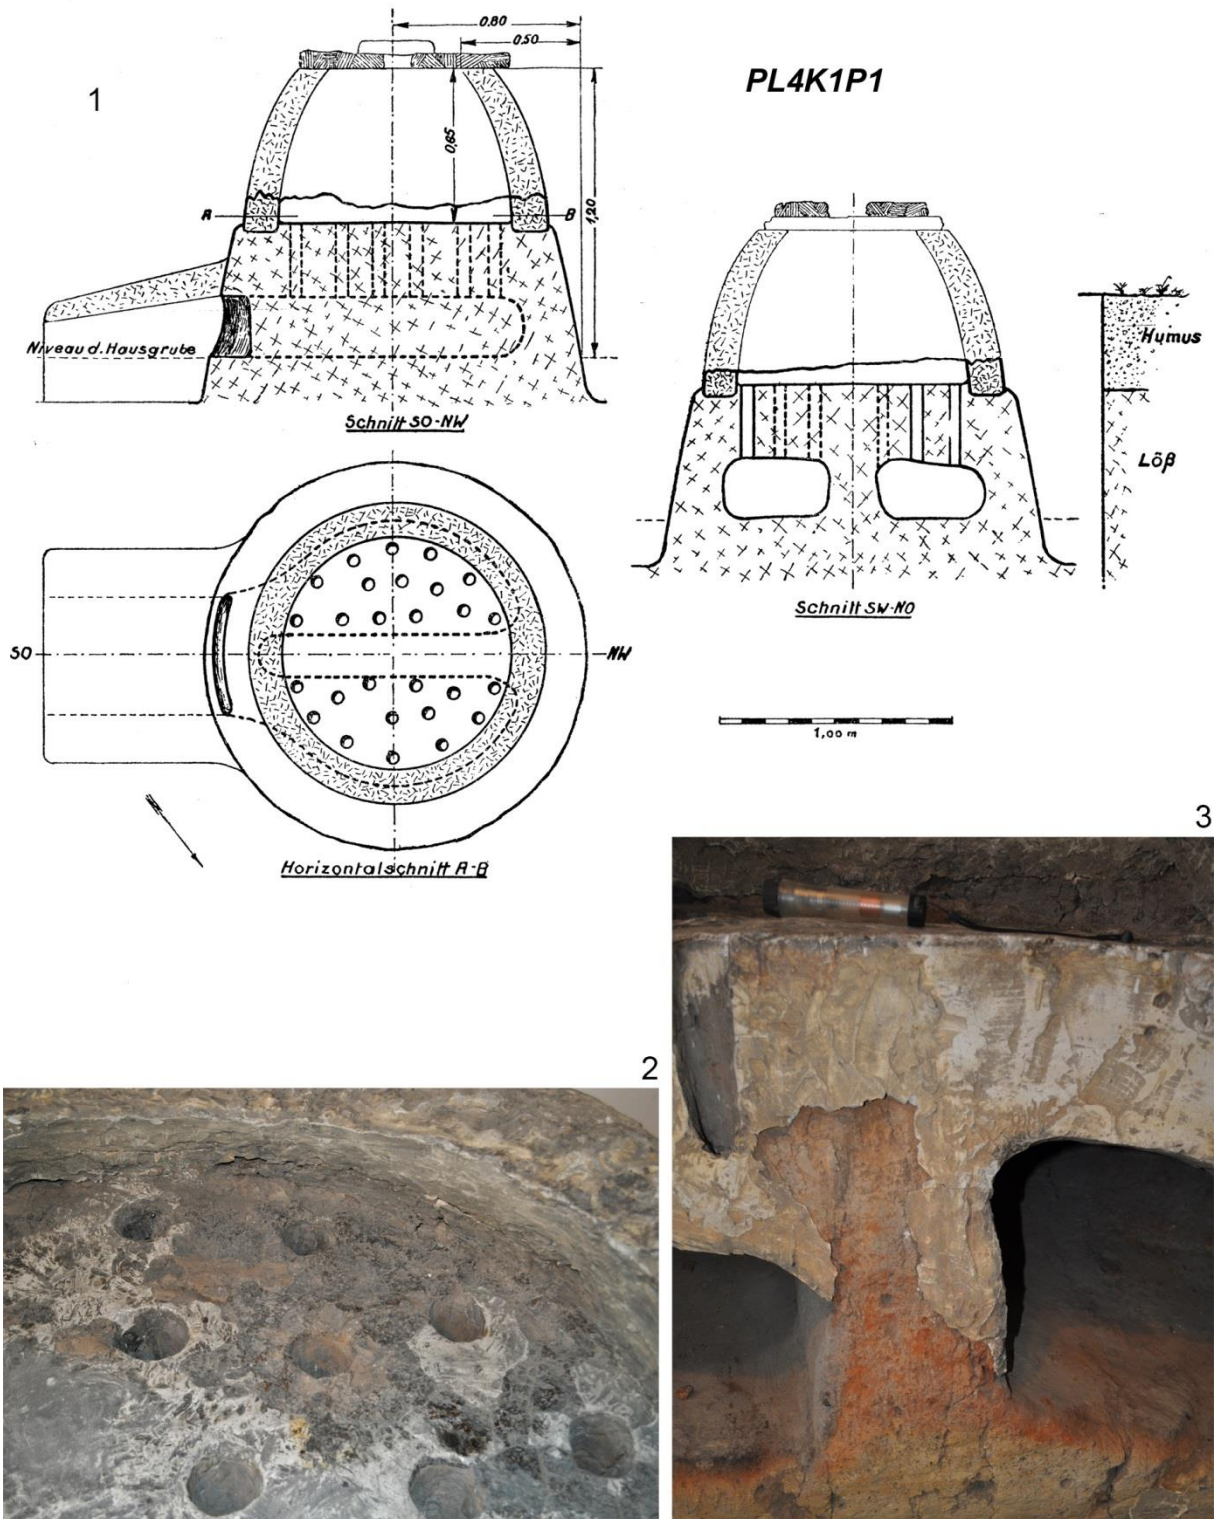 0,80
0,50
PL4K1P1
1
0,65
1,20
A
B
Niveau d. Hausgrube
Schnitt SO-NW
Humus
Löβ
Schnitt SW-NO
SO
NW
1,00 m
Horizontalschnitt A-B
3
2